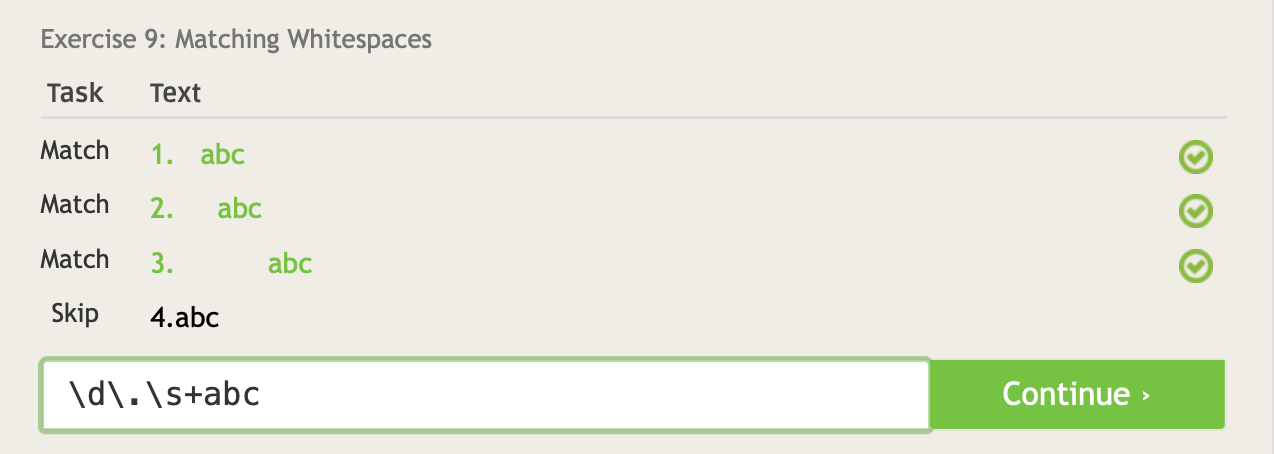 Exercise 9: Matching Whitespaces
Task Text
Match 1.   abc
Match 2.     abc
Match 3.           abc
Skip 4.abc
\d\.\s+abc Continue ›